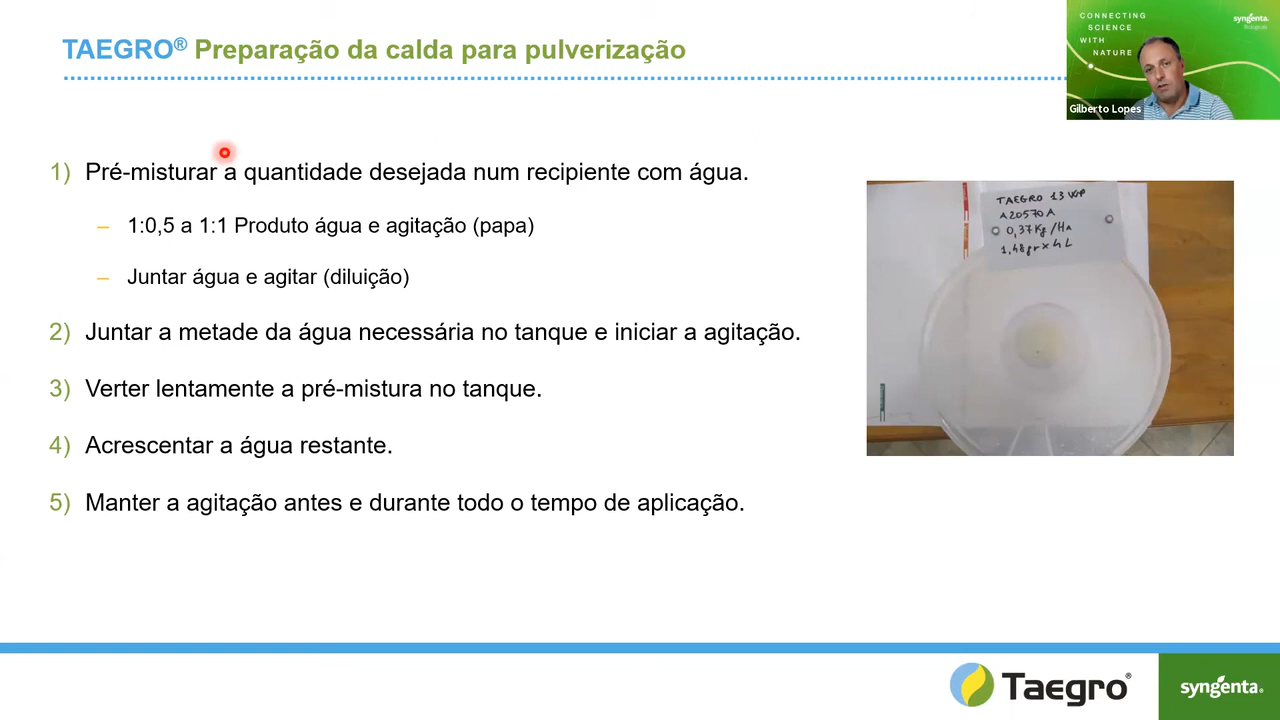 TAEGRO® Preparação da calda para pulverização
CONNECTING
SCIENCE
WITH
NATURE
syngenta.
Biologicals
Gilberto Lopes
1) Pré-misturar a quantidade desejada num recipiente com água.
– 1:0,5 a 1:1 Produto água e agitação (papa)
– Juntar água e agitar (diluição)
2) Juntar a metade da água necessária no tanque e iniciar a agitação.
3) Verter lentamente a pré-mistura no tanque.
4) Acrescentar a água restante.
5) Manter a agitação antes e durante todo o tempo de aplicação.
TAEGRO 13 WP
A20570A
0,37Kg/Ha
1,48gr x 4L
Taegro®
syngenta®